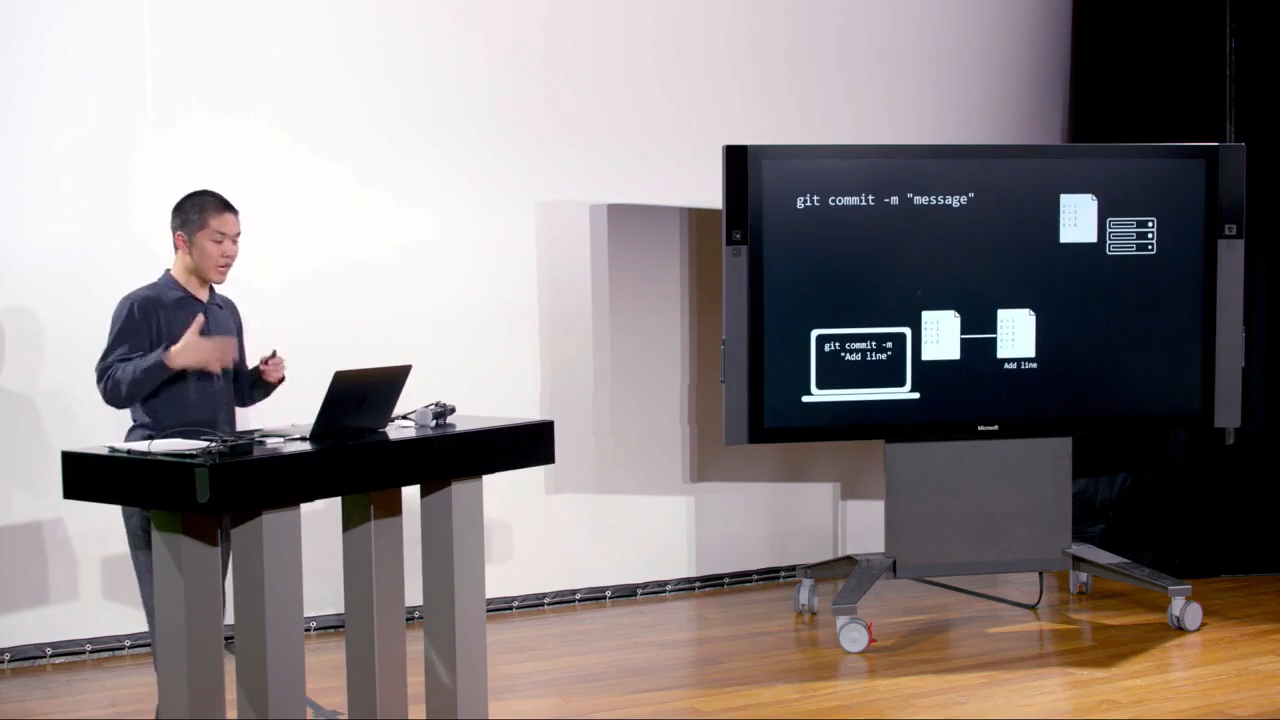 git commit -m "message"
git commit -m
"Add line"
Add line
Microsoft